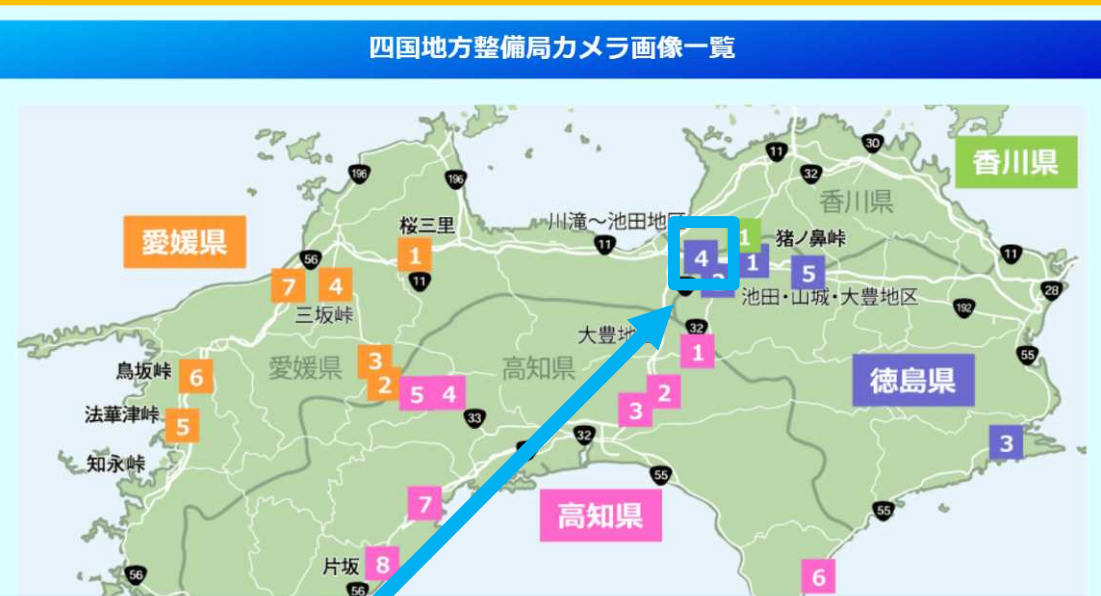 四国地方整備局カメラ画像一覧
30
11
196
196
32
香川県
香川県
桜三里
川滝～池田地区
愛媛県
1
猪ノ鼻峠
11
1
56
4
1
11
7
4
11
5
28
三坂峠
池田・山城・大豊地区
192
大豊地
32
1
55
鳥坂峠
6
愛媛県
3
高知県
徳島県
2
5
4
2
法華津峠
5
33
3
32
3
知永峠
55
7
高知県
55
片坂
8
56
6
56